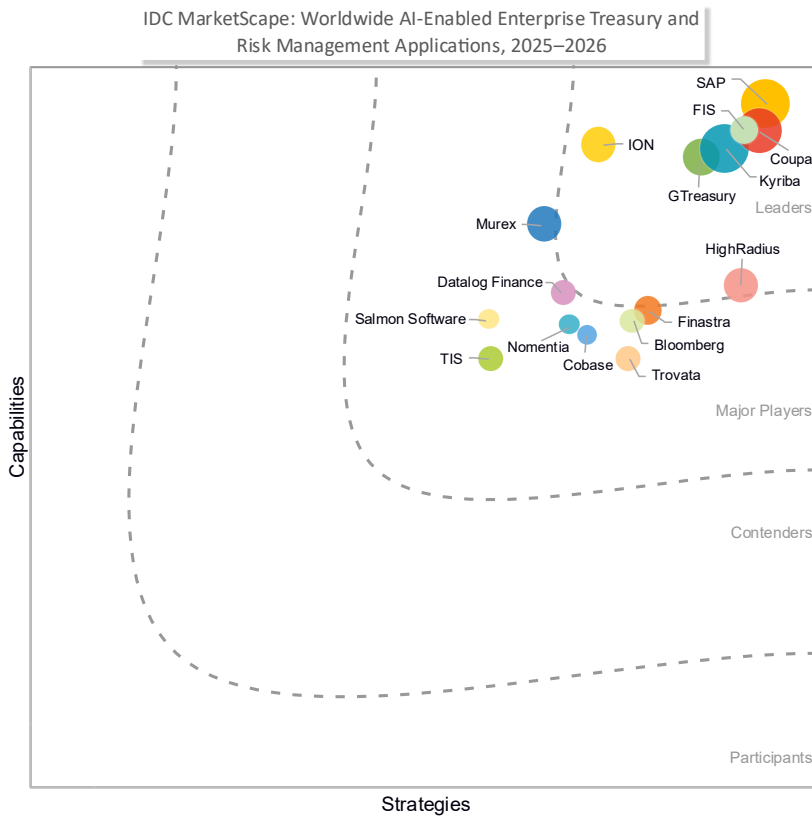 IDC MarketScape: Worldwide AI-Enabled Enterprise Treasury and
Risk Management Applications, 2025–2026
SAP
FIS
ION
Coupa
Kyriba
GTreasury
Leaders
Murex
HighRadius
Datalog Finance
Salmon Software
Finastra
Nomentia
Bloomberg
TIS
Cobase
Trovata
Major Players
Capabilities
Contenders
Participants
Strategies